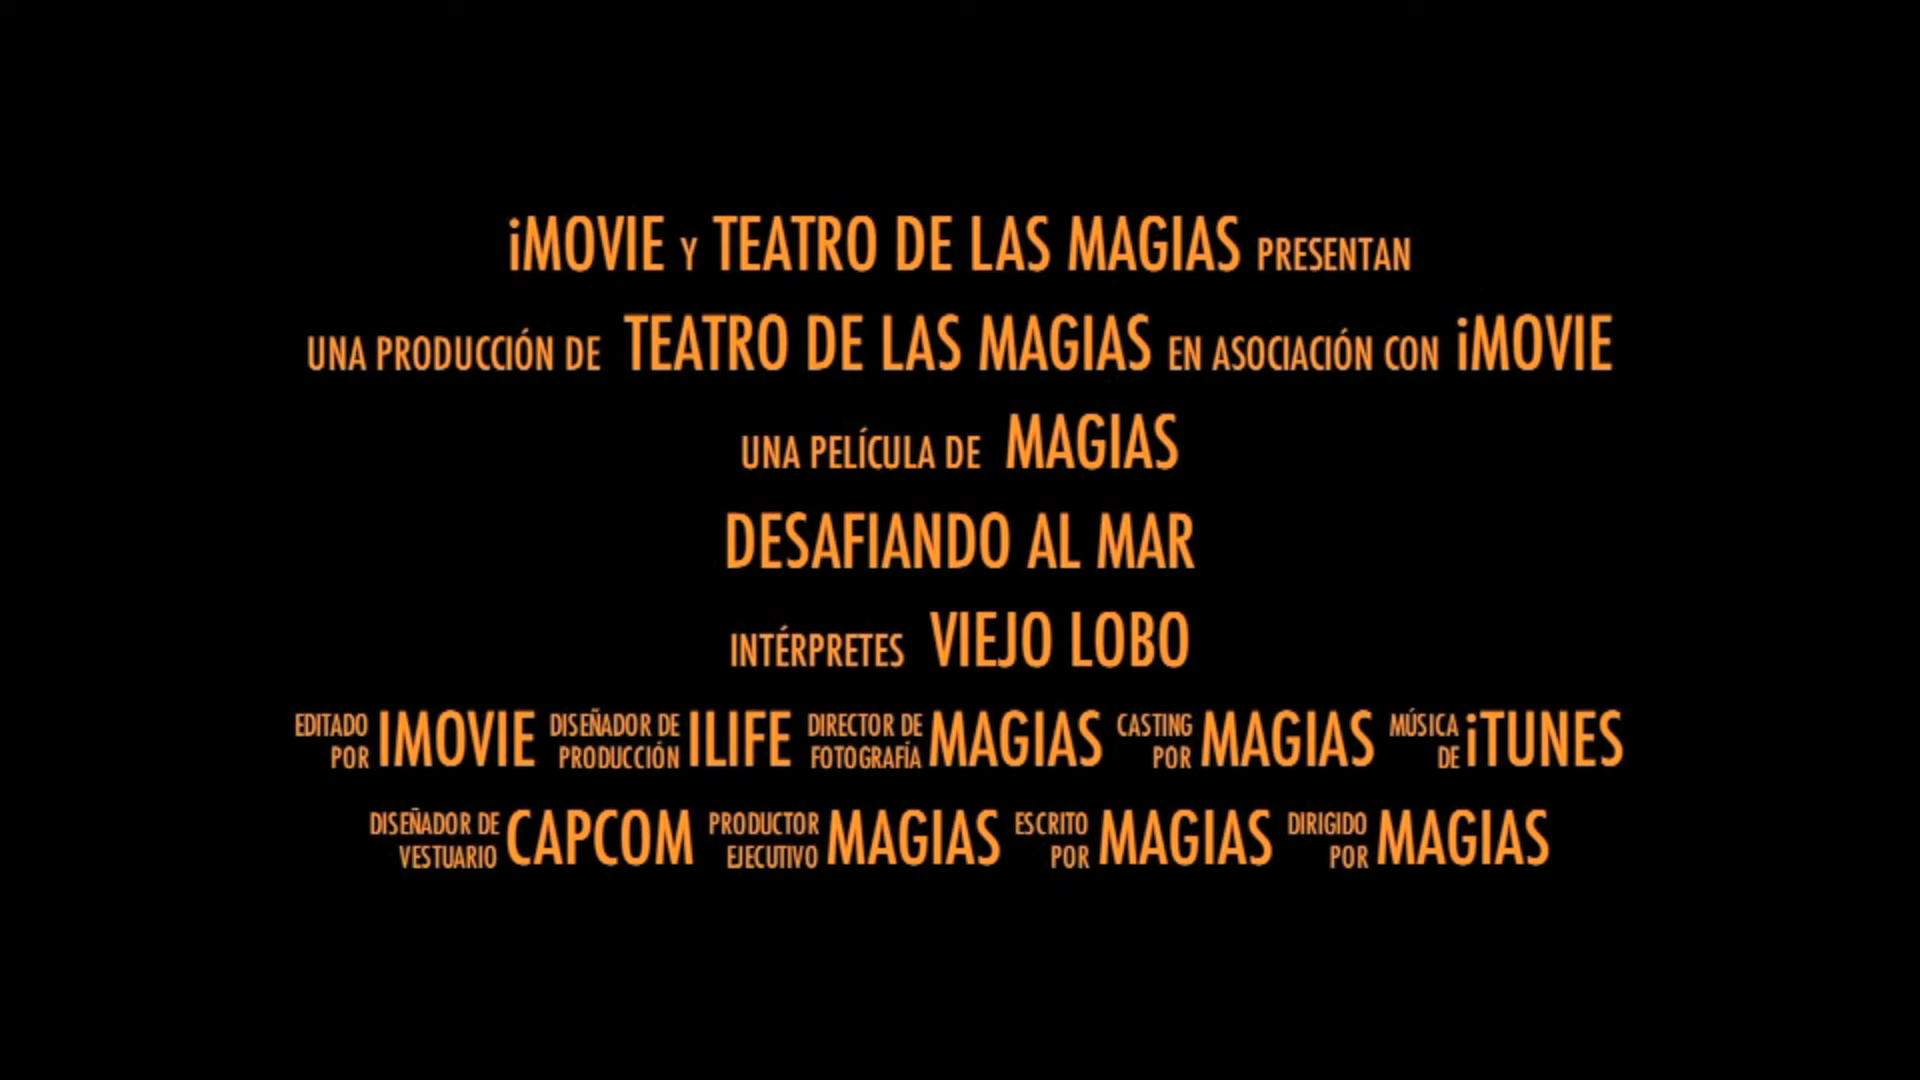 iMOVIE Y TEATRO DE LAS MAGIAS PRESENTAN
UNA PRODUCCIÓN DE TEATRO DE LAS MAGIAS EN ASOCIACIÓN CON iMOVIE
UNA PELÍCULA DE MAGIAS
DESAFIANDO AL MAR
INTÉRPRETES VIEJO LOBO
EDITADO POR IMOVIE DISEÑADOR DE PRODUCCIÓN ILIFE DIRECTOR DE FOTOGRAFÍA MAGIAS CASTING POR MAGIAS MÚSICA DE iTUNES
DISEÑADOR DE VESTUARIO CAPCOM PRODUCTOR EJECUTIVO MAGIAS ESCRITO POR MAGIAS DIRIGIDO POR MAGIAS